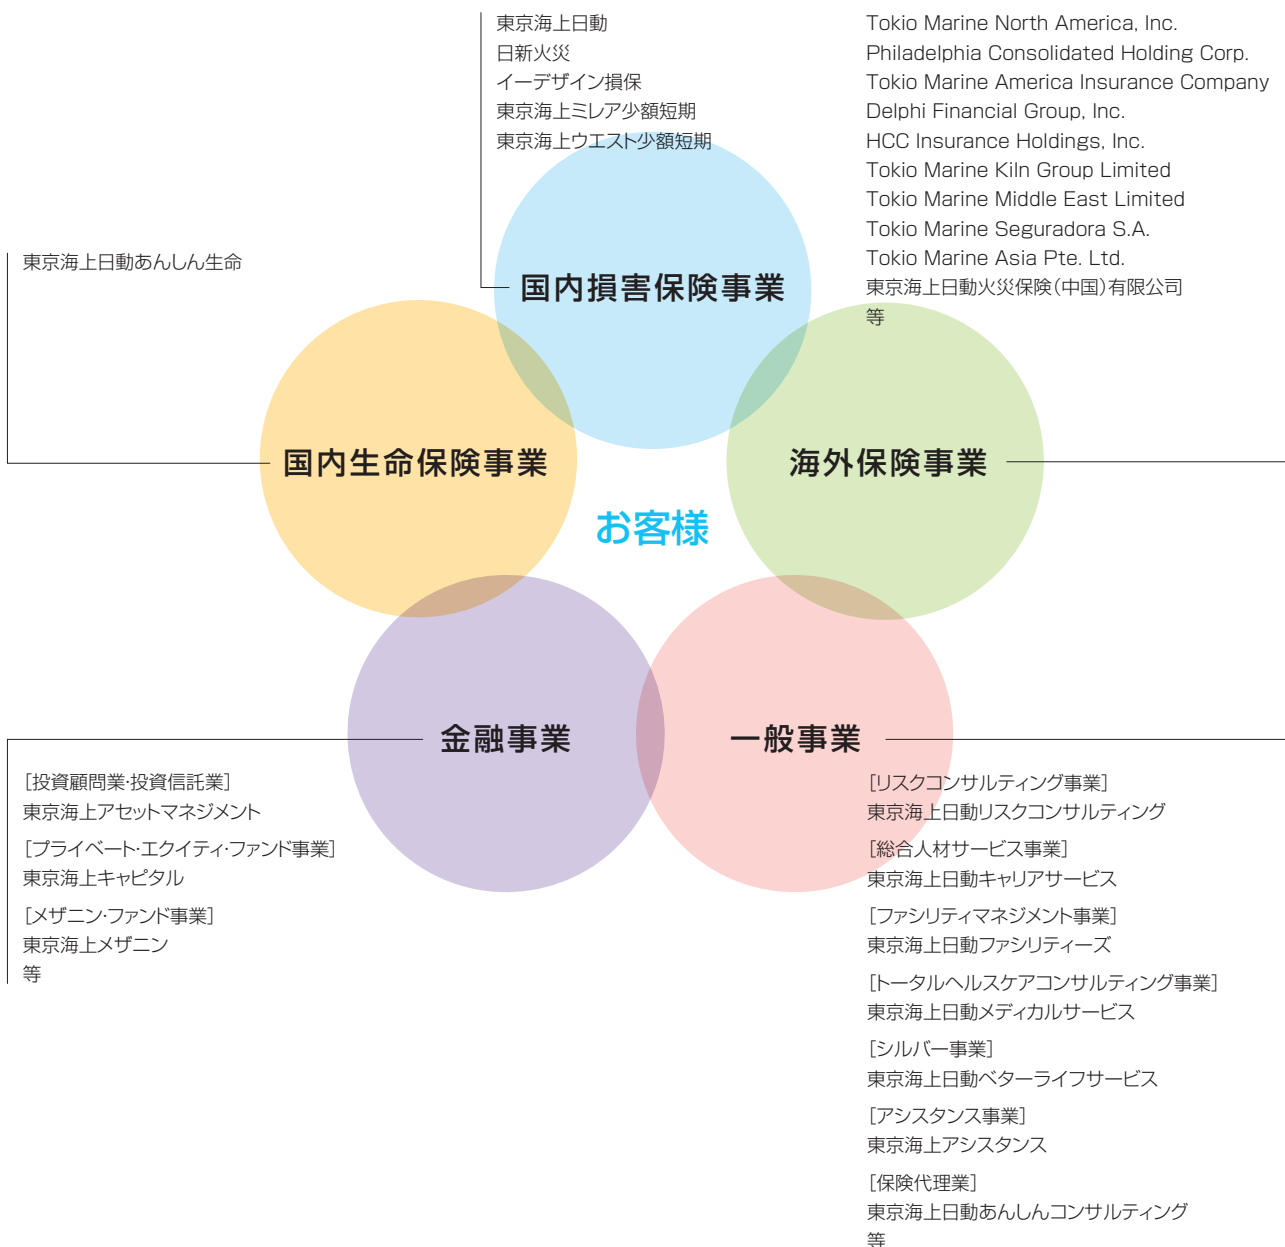 東京海上日動
日新火災
イーデザイン損保
東京海上ミレア少額短期
東京海上ウエスト少額短期
国内損害保険事業
Tokio Marine North America, Inc.
Philadelphia Consolidated Holding Corp.
Tokio Marine America Insurance Company
Delphi Financial Group, Inc.
HCC Insurance Holdings, Inc.
Tokio Marine Kiln Group Limited
Tokio Marine Middle East Limited
Tokio Marine Seguradora S.A.
Tokio Marine Asia Pte. Ltd.
東京海上日動火災保険(中国)有限公司
等
海外保険事業
東京海上日動あんしん生命
国内生命保険事業
お客様
金融事業
[投資顧問業・投資信託業]
東京海上アセットマネジメント
[プライベート・エクイティ・ファンド事業]
東京海上キャピタル
[メザニン・ファンド事業]
東京海上メザニン
等
一般事業
[リスクコンサルティング事業]
東京海上日動リスクコンサルティング
[総合人材サービス事業]
東京海上日動キャリアサービス
[ファシリティマネジメント事業]
東京海上日動ファシリティーズ
[トータルヘルスケアコンサルティング事業]
東京海上日動メディカルサービス
[シルバー事業]
東京海上日動ベターライフサービス
[アシスタンス事業]
東京海上アシスタンス
[保険代理業]
東京海上日動あんしんコンサルティング
等